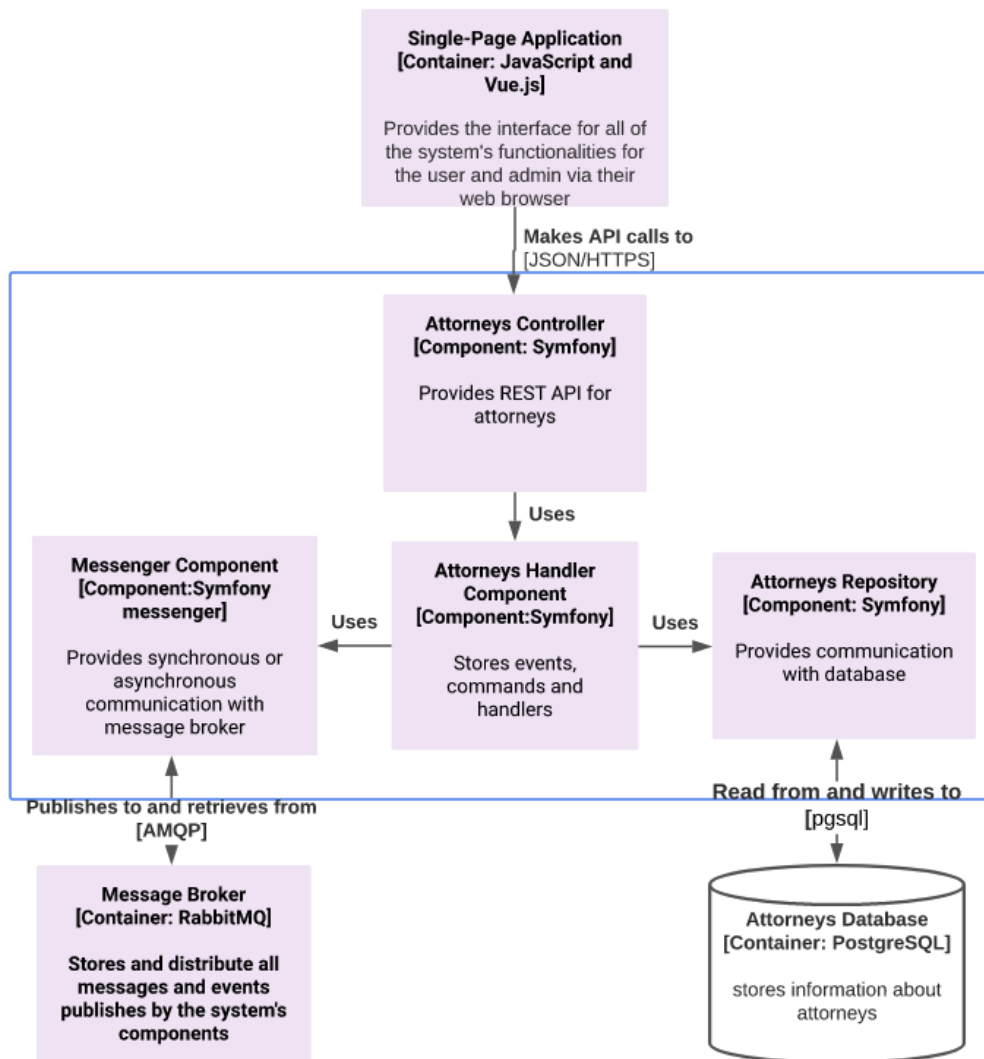 Single-Page Application
[Container: JavaScript and
Vue.js]
Provides the interface for all of
the system's functionalities for
the user and admin via their
web browser
Makes API calls to
[JSON/HTTPS]
Attorneys Controller
[Component: Symfony]
Provides REST API for
attorneys
Uses
Messenger Component
[Component:Symfony
messenger]
Provides synchronous or
asynchronous
communication with
message broker
Uses
Attorneys Handler
Component
[Component:Symfony]
Stores events,
commands and
handlers
Uses
Attorneys Repository
[Component: Symfony]
Provides communication
with database
Publishes to and retrieves from
[AMQP]
Read from and writes to
[pgsql]
Message Broker
[Container: RabbitMQ]
Stores and distribute all
messages and events
publishes by the system's
components
Attorneys Database
[Container: PostgreSQL]
stores information about
attorneys